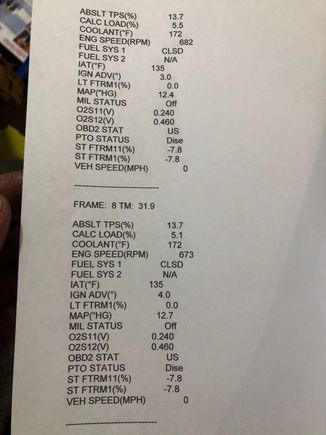 ABSLT TPS(%) 13.7
CALC LOAD(%) 5.5
COOLANT(°F) 172
ENG SPEED(RPM) 682
FUEL SYS 1 CLSD
FUEL SYS 2 N/A
IAT(°F) 135
IGN ADV(°) 3.0
LT FTRM1(%) 0.0
MAP("HG) 12.4
MIL STATUS Off
O2S11(V) 0.240
O2S12(V) 0.460
OBD2 STAT US
PTO STATUS Dise
ST FTRM11(%) -7.8
ST FTRM1(%) -7.8
VEH SPEED(MPH) 0
------------------------------
FRAME: 8 TM: 31.9
ABSLT TPS(%) 13.7
CALC LOAD(%) 5.1
COOLANT(°F) 172
ENG SPEED(RPM) 673
FUEL SYS 1 CLSD
FUEL SYS 2 N/A
IAT(°F) 135
IGN ADV(°) 4.0
LT FTRM1(%) 0.0
MAP("HG) 12.7
MIL STATUS Off
O2S11(V) 0.240
O2S12(V) 0.460
OBD2 STAT US
PTO STATUS Dise
ST FTRM11(%) -7.8
ST FTRM1(%) -7.8
VEH SPEED(MPH) 0
------------------------------